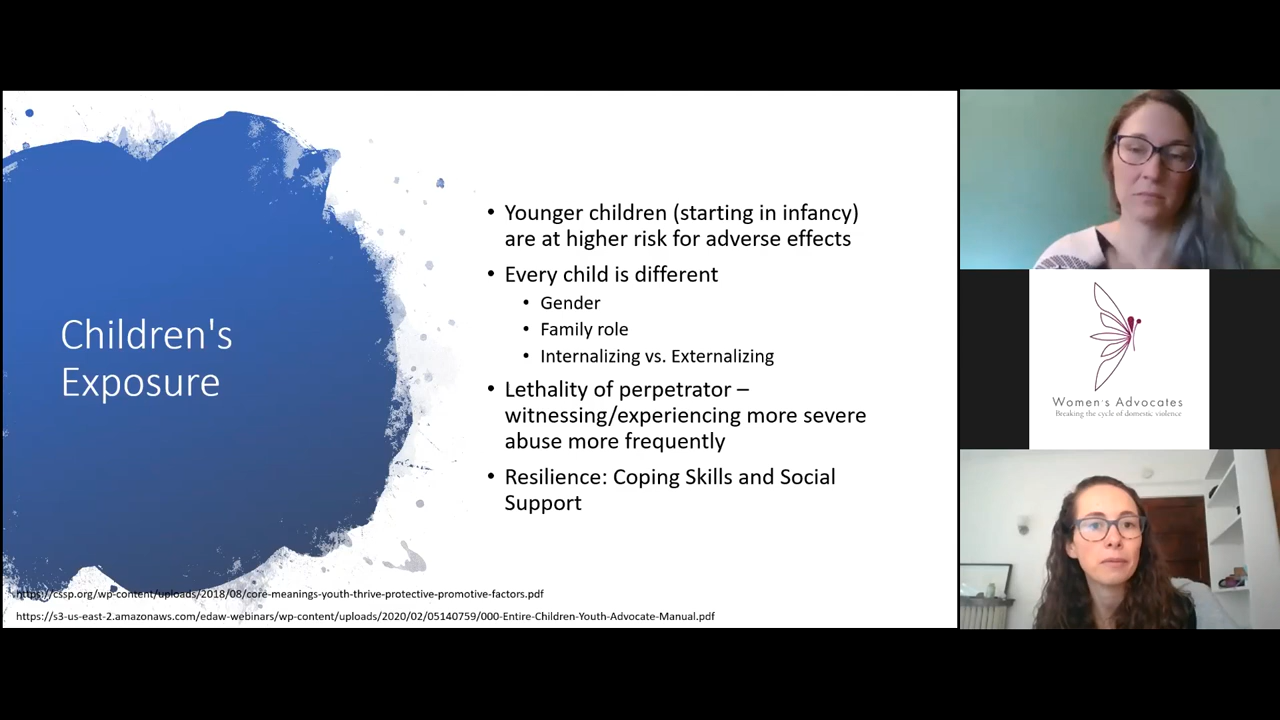 Children's
Exposure
• Younger children (starting in infancy)
are at higher risk for adverse effects
• Every child is different
• Gender
• Family role
• Internalizing vs. Externalizing
• Lethality of perpetrator –
witnessing/experiencing more severe
abuse more frequently
• Resilience: Coping Skills and Social
Support
https://cssp.org/wp-content/uploads/2018/08/core-meanings-youth-thrive-protective-promotive-factors.pdf
https://s3-us-east-2.amazonaws.com/edaw-webinars/wp-content/uploads/2020/02/05140759/000-Entire-Children-Youth-Advocate-Manual.pdf
Women's Advocates
Breaking the cycle of domestic violence